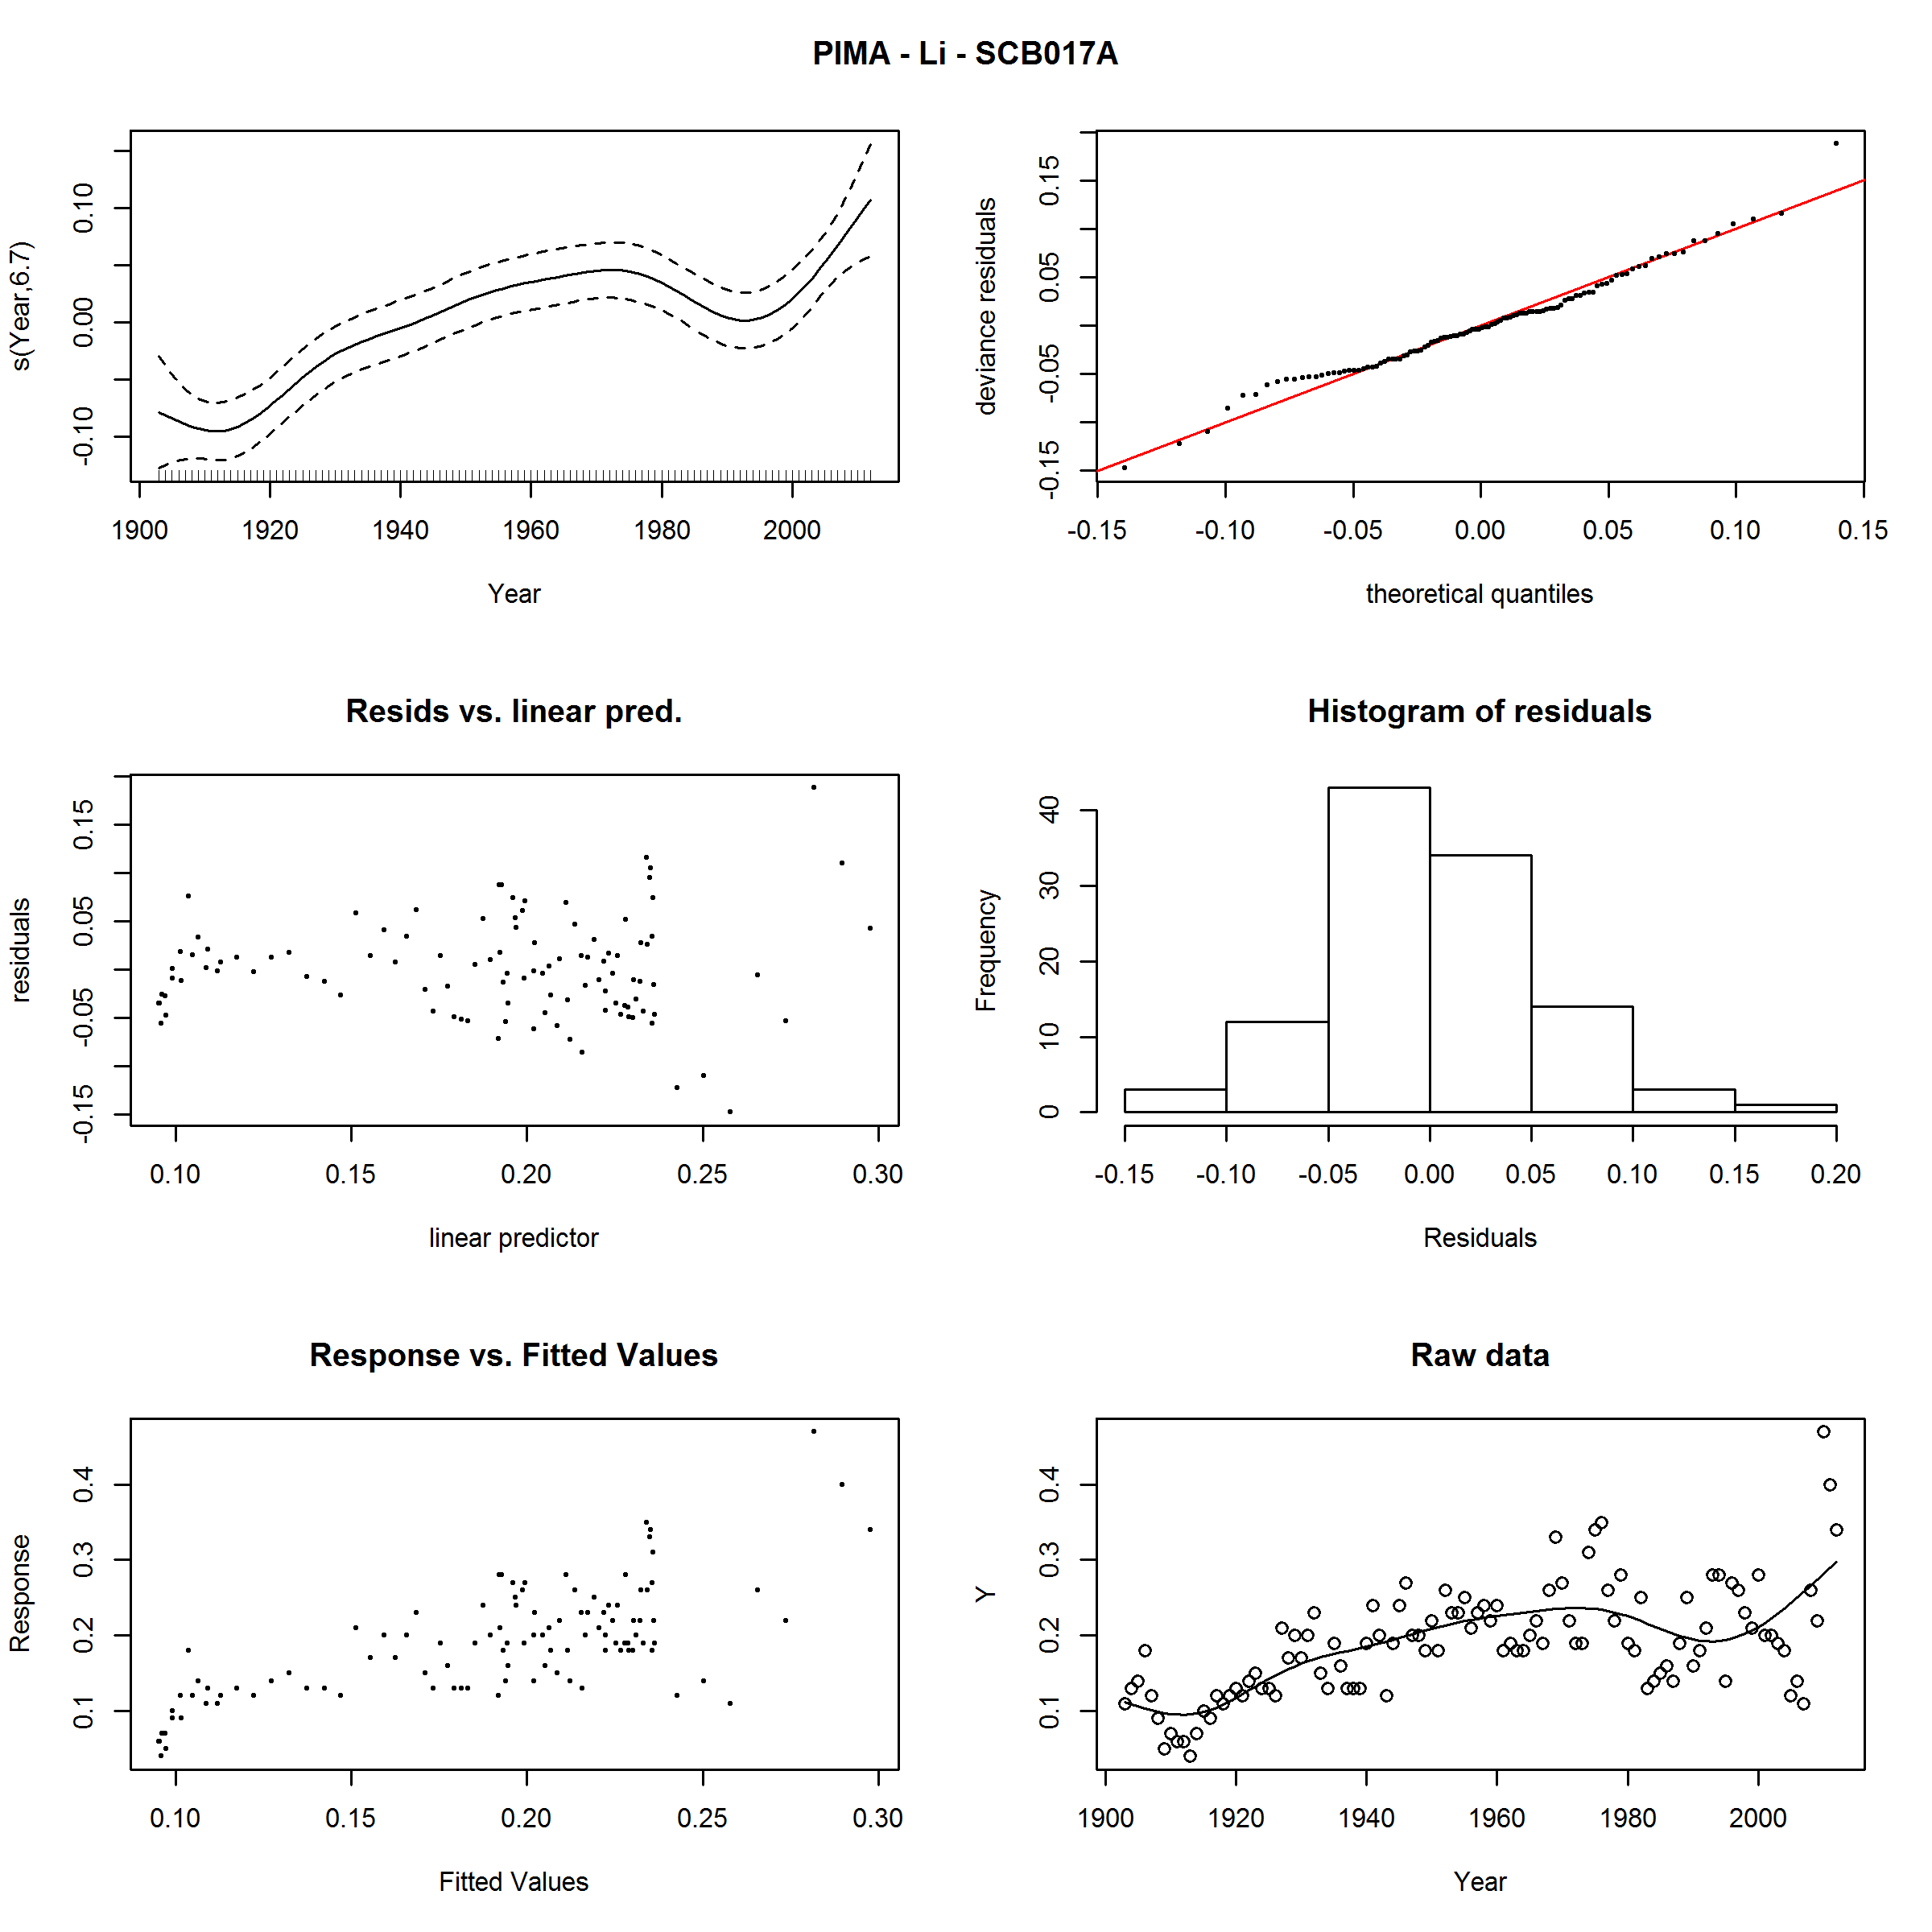 PIMA - Li - SCB017A
s(Year,6.7)
-0.10 0.00 0.10
1900 1920 1940 1960 1980 2000
Year
deviance residuals
-0.15 -0.05 0.05 0.15
-0.15 -0.10 -0.05 0.00 0.05 0.10 0.15
theoretical quantiles
Resids vs. linear pred.
residuals
-0.15 -0.05 0.05 0.15
0.10 0.15 0.20 0.25 0.30
linear predictor
Histogram of residuals
Frequency
0 10 20 30 40
-0.15 -0.10 -0.05 0.00 0.05 0.10 0.15 0.20
Residuals
Response vs. Fitted Values
Response
0.1 0.2 0.3 0.4
0.10 0.15 0.20 0.25 0.30
Fitted Values
Raw data
Y
0.1 0.2 0.3 0.4
1900 1920 1940 1960 1980 2000
Year